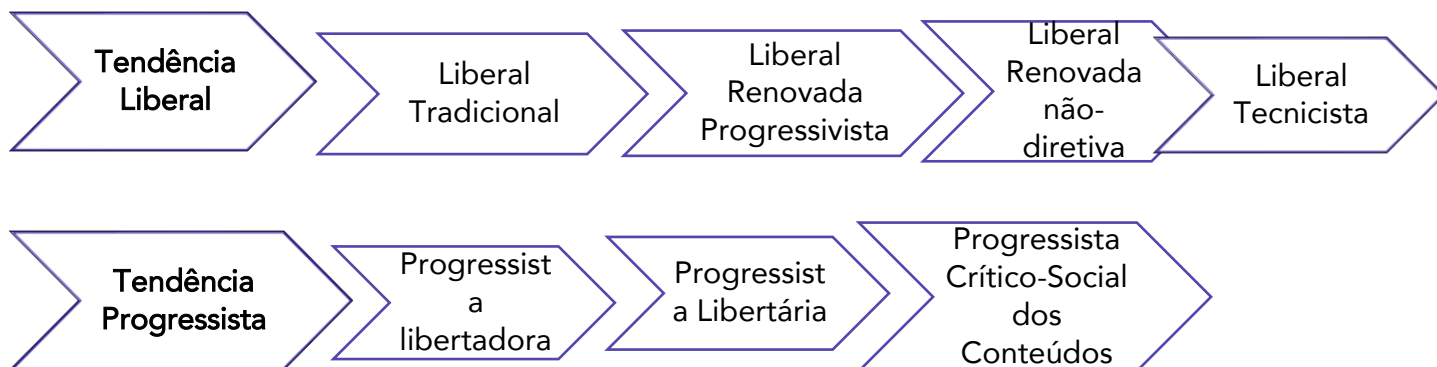 Tendência
Liberal
Liberal
Tradicional
Liberal
Renovada
Progressivista
Liberal
Renovada
não-
diretiva
Liberal
Tecnicista
Tendência
Progressista
Progressist
a
libertadora
Progressist
a Libertária
Progressista
Crítico-Social
dos
Conteúdos